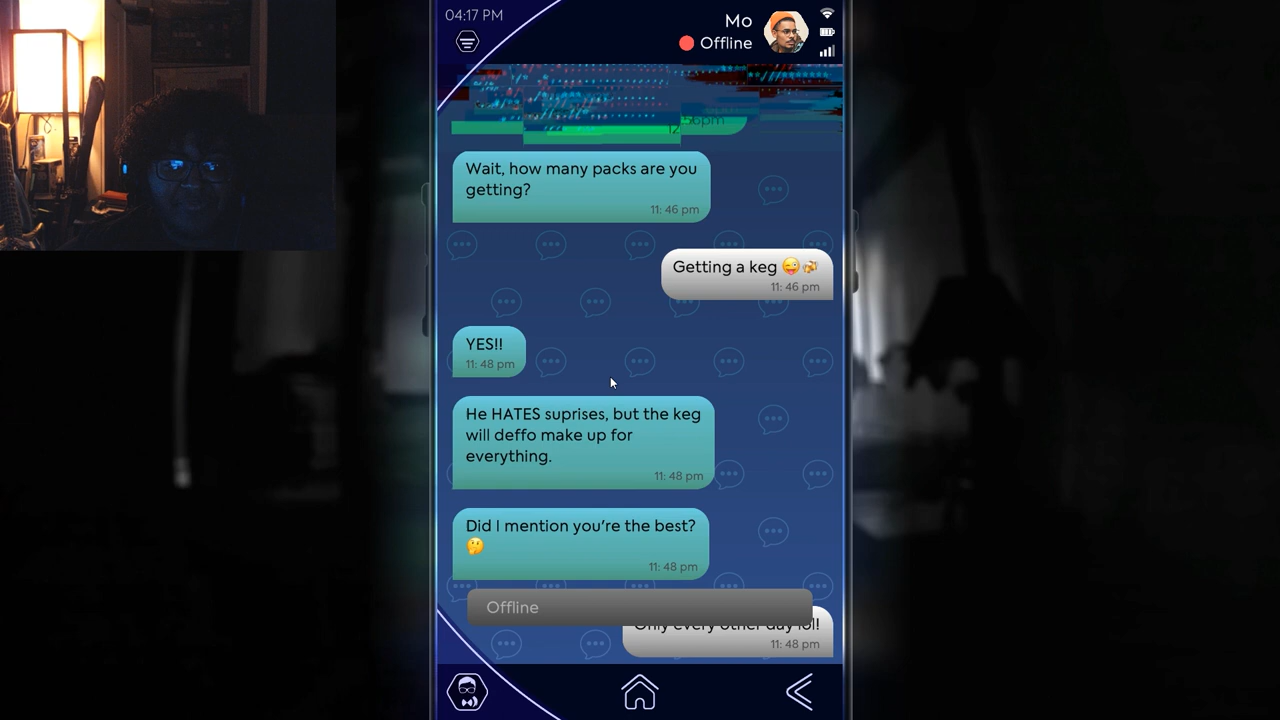 04:17 PM
Mo
Offline
12:56pm
Wait, how many packs are you
getting?
11: 46 pm
Getting a keg 😜🍻
11: 46 pm
YES!!
11: 48 pm
He HATES suprises, but the keg
will deffo make up for
everything.
11: 48 pm
Did I mention you're the best?
🤔
11: 48 pm
Offline
Only every other day lol!
11: 48 pm